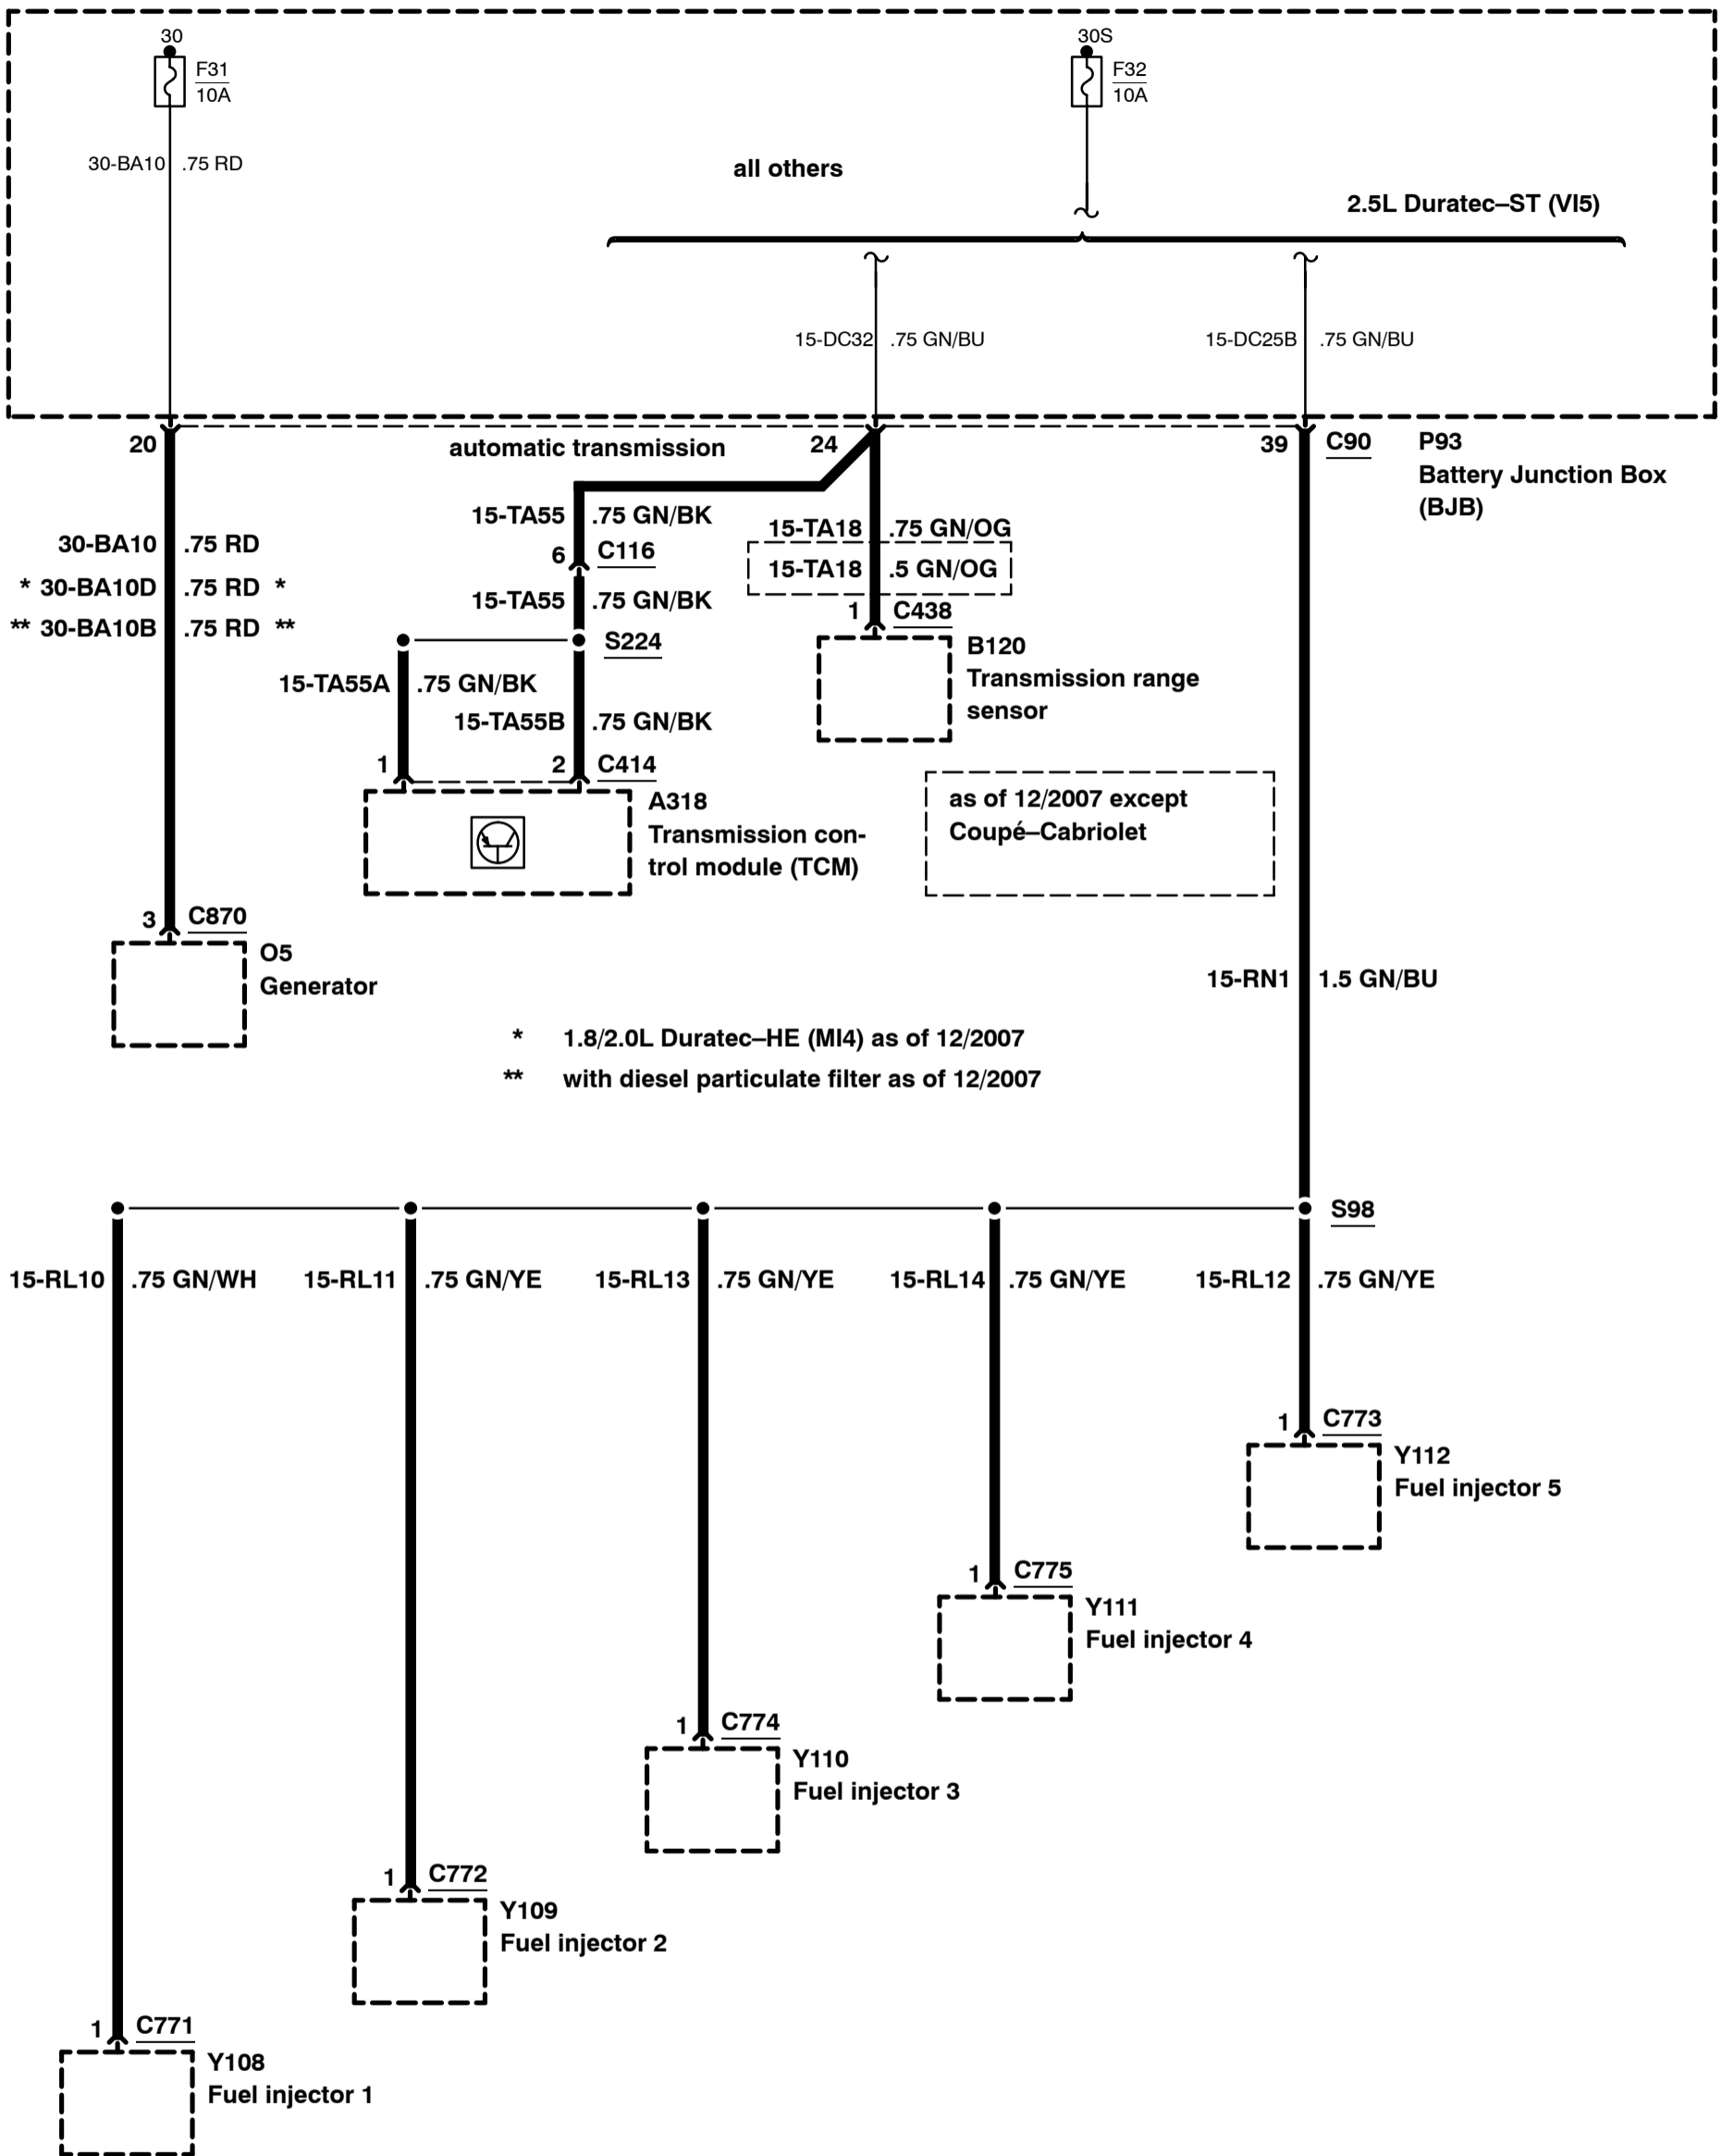 30
30S
F31
10A
F32
10A
30-BA10 .75 RD
all others
2.5L Duratec–ST (VI5)
15-DC32 .75 GN/BU
15-DC25B .75 GN/BU
20
automatic transmission
24
39
C90
P93
Battery Junction Box
(BJB)
30-BA10 .75 RD
* 30-BA10D .75 RD *
** 30-BA10B .75 RD **
15-TA55 .75 GN/BK
6 C116
15-TA55 .75 GN/BK
S224
15-TA55A .75 GN/BK
15-TA55B .75 GN/BK
1
2 C414
A318
Transmission con-
trol module (TCM)
15-TA18 .75 GN/OG
15-TA18 .5 GN/OG
1 C438
B120
Transmission range
sensor
as of 12/2007 except
Coupé–Cabriolet
3 C870
O5
Generator
15-RN1 1.5 GN/BU
* 1.8/2.0L Duratec–HE (MI4) as of 12/2007
** with diesel particulate filter as of 12/2007
S98
15-RL10 .75 GN/WH
15-RL11 .75 GN/YE
15-RL13 .75 GN/YE
15-RL14 .75 GN/YE
15-RL12 .75 GN/YE
1 C773
Y112
Fuel injector 5
1 C775
Y111
Fuel injector 4
1 C774
Y110
Fuel injector 3
1 C772
Y109
Fuel injector 2
1 C771
Y108
Fuel injector 1